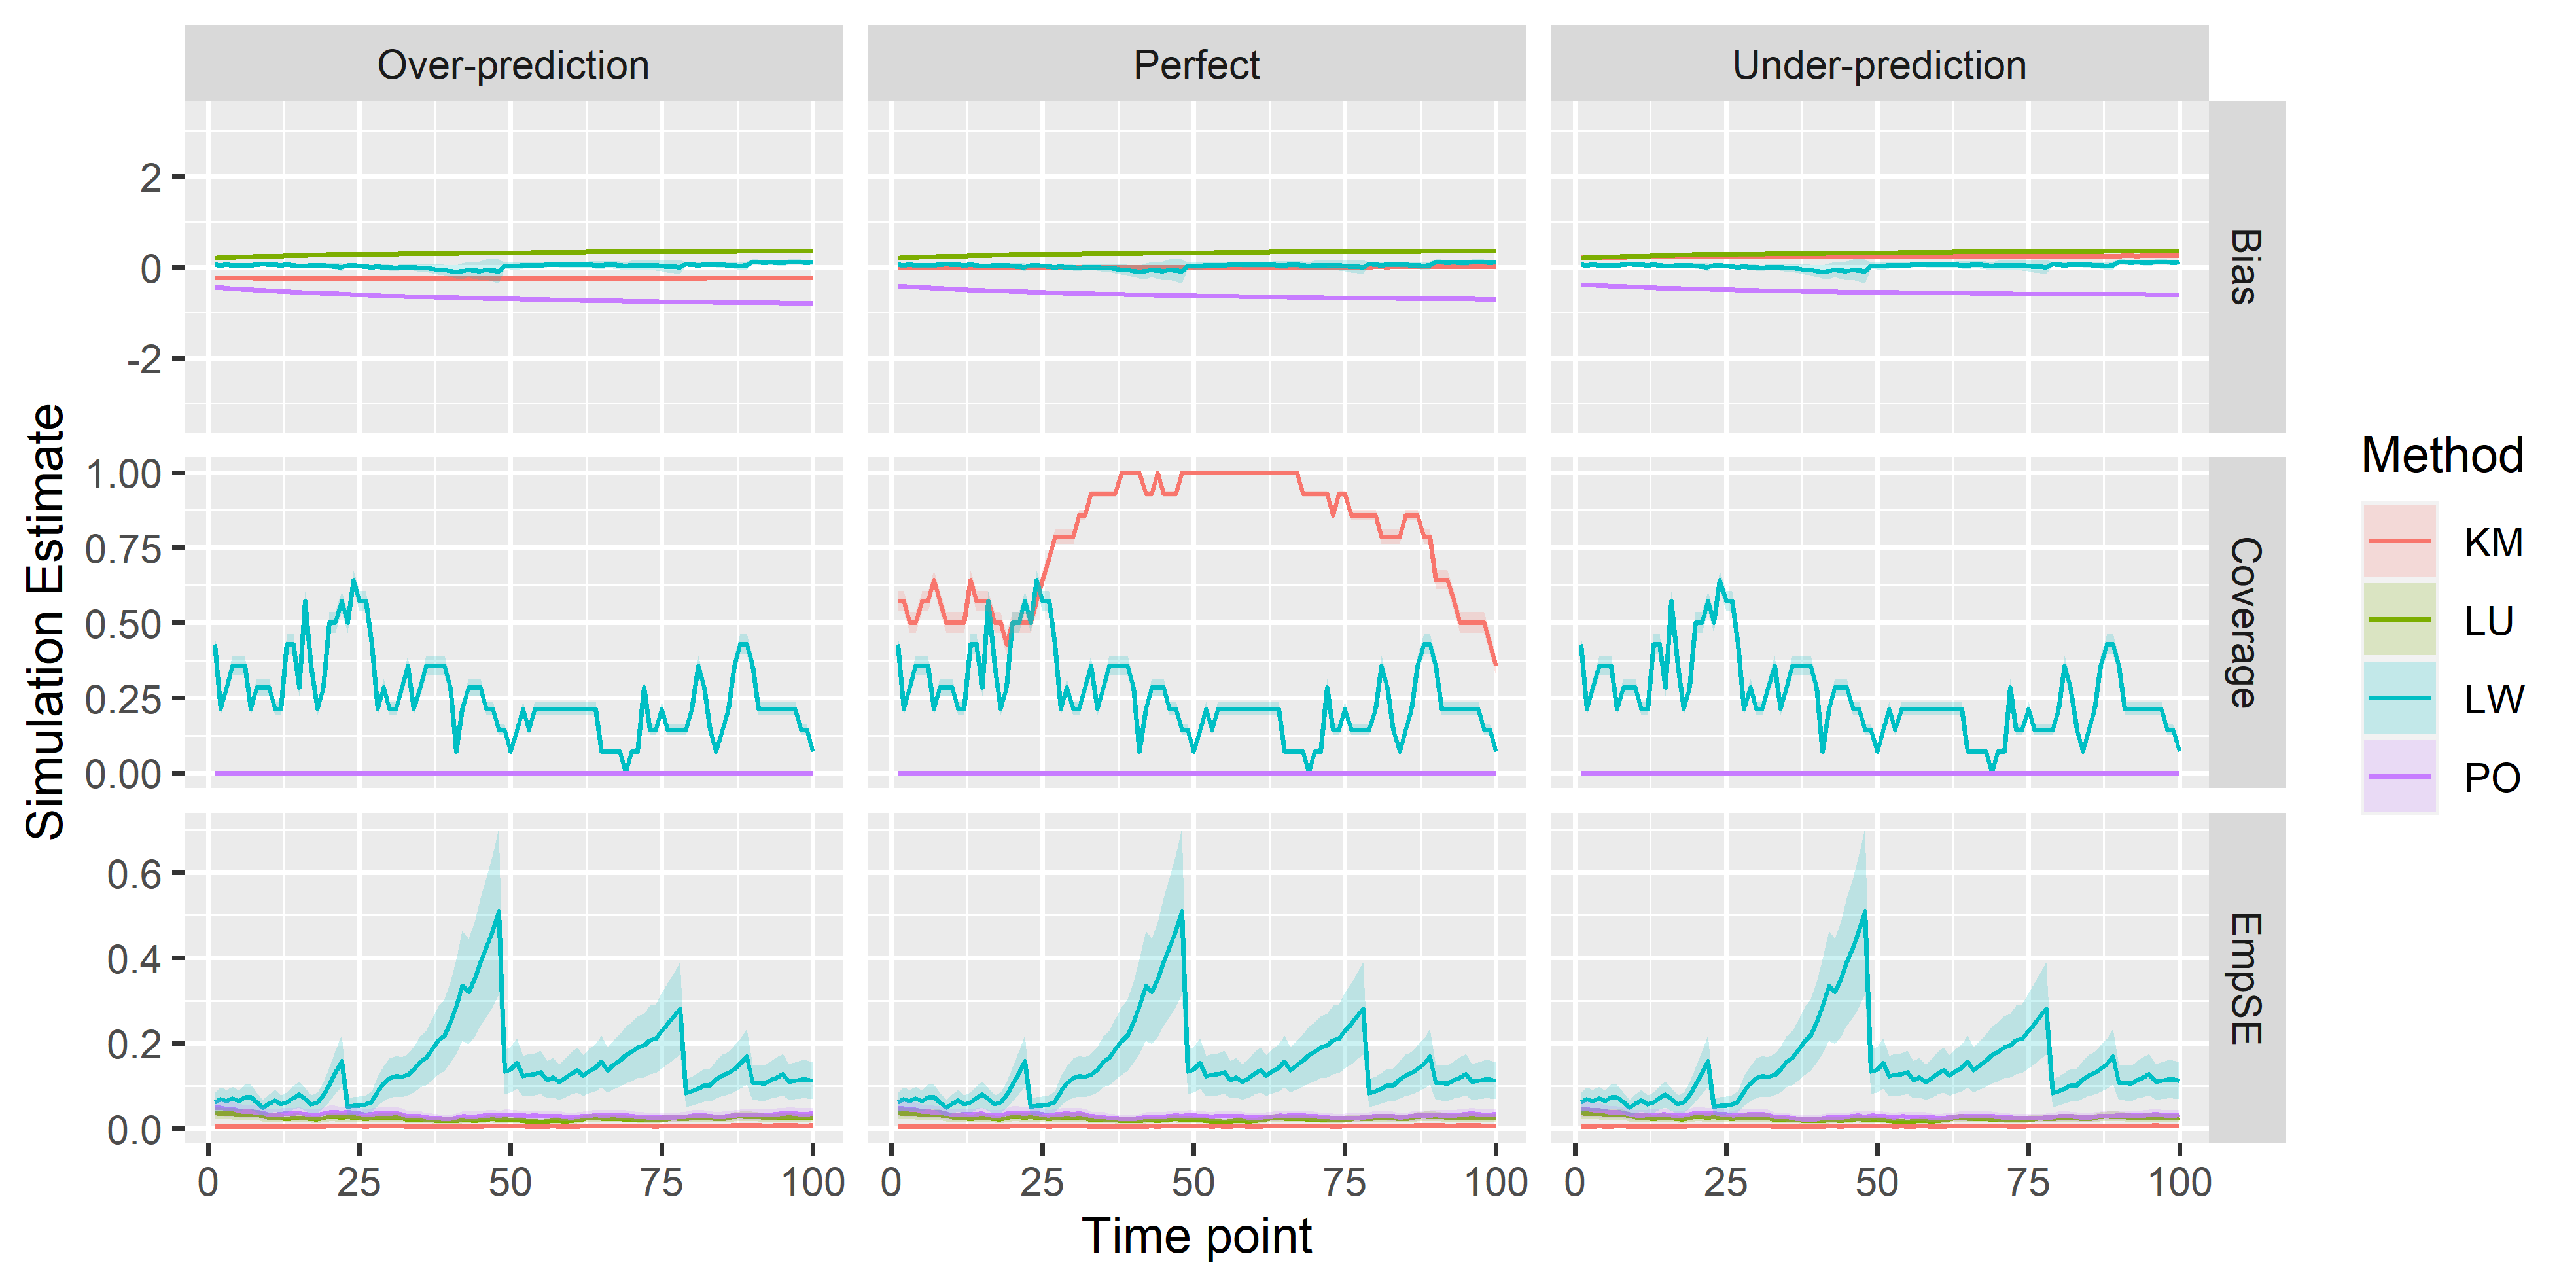 Over-prediction
Perfect
Under-prediction
2
0
-2
Bias
1.00
0.75
0.50
0.25
0.00
Coverage
0.6
0.4
0.2
0.0
EmpSE
0 25 50 75 100
0 25 50 75 100
0 25 50 75 100
Time point
Simulation Estimate
Method
KM
LU
LW
PO